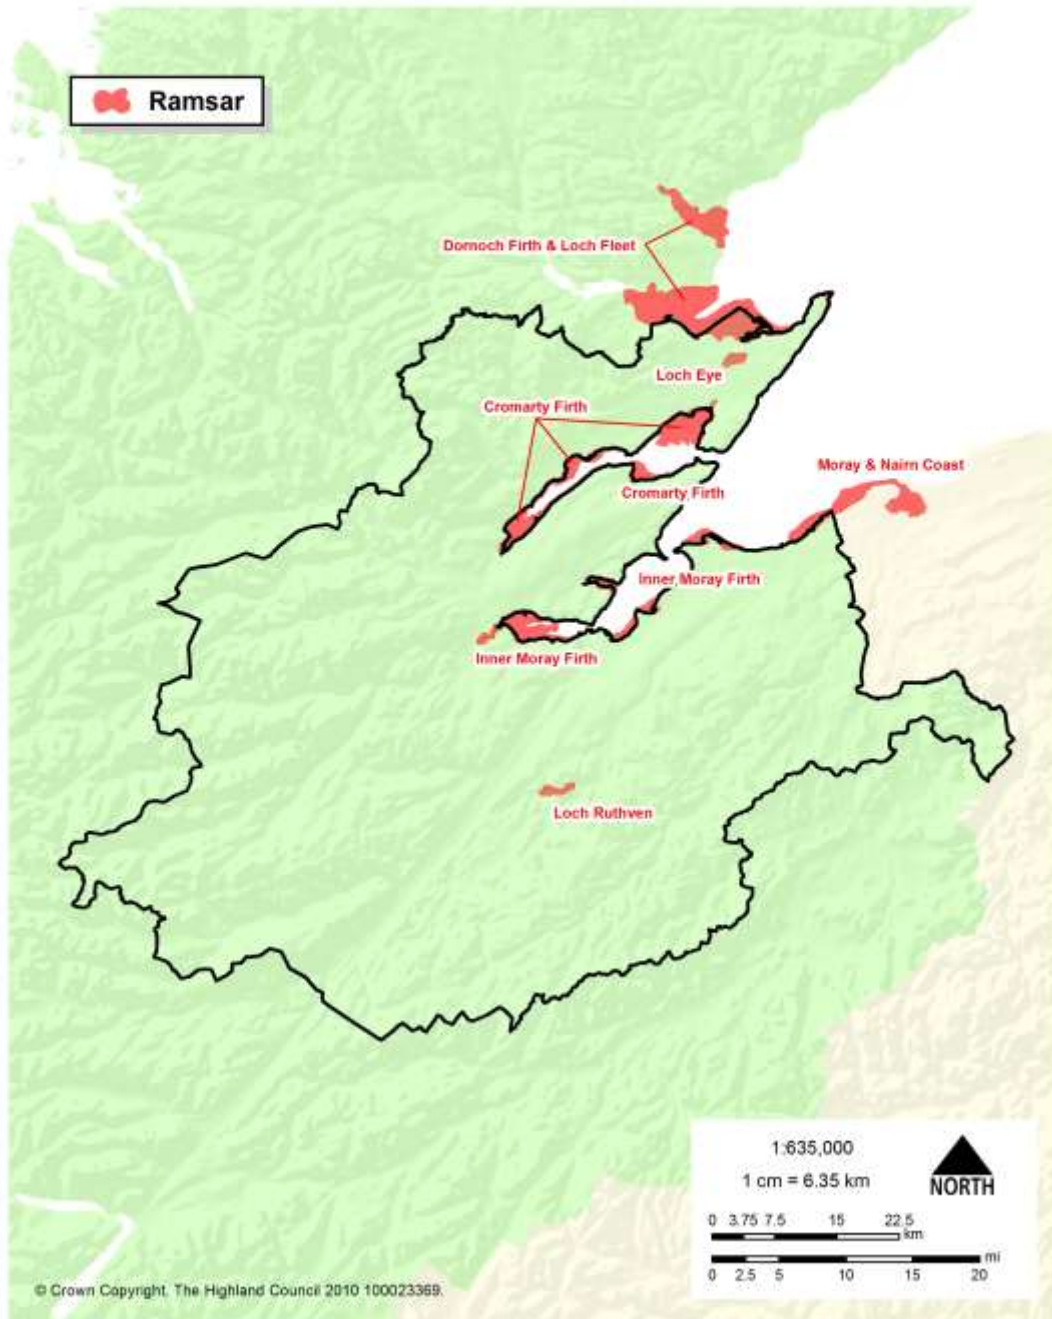 Ramsar
Dornoch Firth & Loch Fleet
Loch Eye
Cromarty Firth
Moray & Nairn Coast
Cromarty Firth
Inner Moray Firth
Inner Moray Firth
Loch Ruthven
1:635,000
1 cm = 6.35 km
NORTH
0 3.75 7.5 15 22.5
km
mi
0 2.5 5 10 15 20
© Crown Copyright. The Highland Council 2010 100023369.